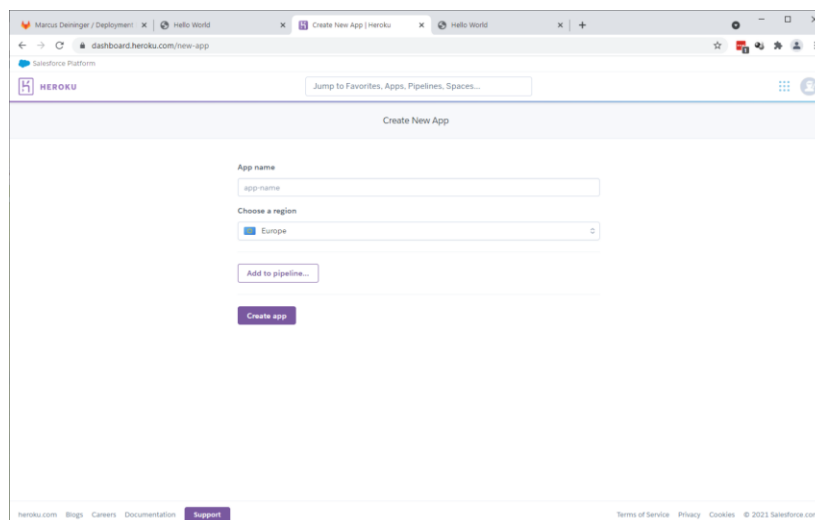 Marcus Deininger / Deployment
Hello World
Create New App | Heroku
Hello World
dashboard.heroku.com/new-app
Salesforce Platform
HEROKU
Jump to Favorites, Apps, Pipelines, Spaces...
Create New App
App name
app-name
Choose a region
Europe
Add to pipeline...
Create app
heroku.com Blogs Careers Documentation Support
Terms of Service Privacy Cookies © 2021 Salesforce.com